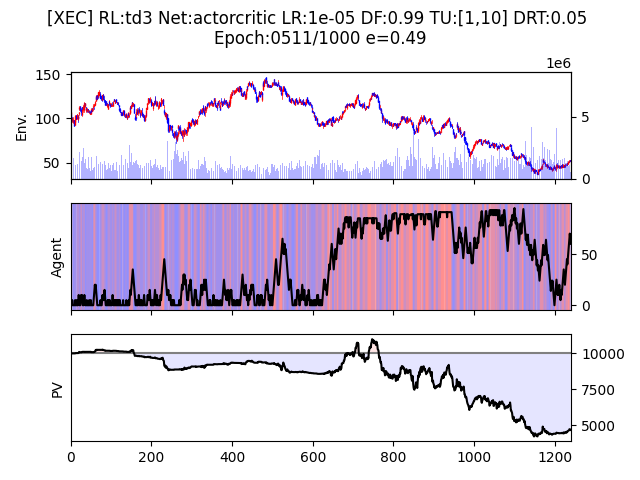 [XEC] RL:td3 Net:actorcritic LR:1e-05 DF:0.99 TU:[1,10] DRT:0.05
Epoch:0511/1000 e=0.49
1e6
150
100
50
Env.
5
0
Agent
50
0
PV
10000
7500
5000
0 200 400 600 800 1000 1200